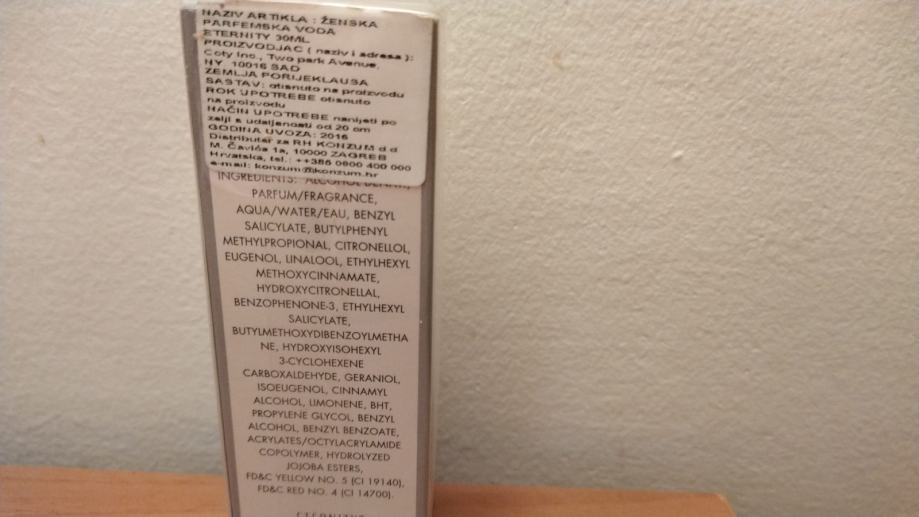 NAZIV ARTIKLA : ŽENSKA
PARFEMSKA VODA
ETERNITY 30ML
PROIZVODJAC ( naziv i adresa ):
Coty Inc., Two park Avenue,
NY 10016 SAD
ZEMLJA PORIJEKLAUSA
SASTAV: otisnuto na proizvodu
ROK UPOTREBE otisnuto
na proizvodu
NAČIN UPOTREBE nanijeti po
zelji s udaljenosti od 20 cm
GODINA UVOZA: 2016
Distributer za RH KONZUM d d
M. Čavića 1a, 10000 ZAGREB
Hrvatska, tel.: ++385 0800 400 000
e-mail: konzum@konzum.hr
INGREDIENTS: ALCOHOL DENAT.,
PARFUM/FRAGRANCE,
AQUA/WATER/EAU, BENZYL
SALICYLATE, BUTYLPHENYL
METHYLPROPIONAL, CITRONELLOL,
EUGENOL, LINALOOL, ETHYLHEXYL
METHOXYCINNAMATE,
HYDROXYCITRONELLAL,
BENZOPHENONE-3, ETHYLHEXYL
SALICYLATE,
BUTYLMETHOXYDIBENZOYLMETHA
NE, HYDROXYISOHEXYL
3-CYCLOHEXENE
CARBOXALDEHYDE, GERANIOL,
ISOEUGENOL, CINNAMYL
ALCOHOL, LIMONENE, BHT,
PROPYLENE GLYCOL, BENZYL
ALCOHOL, BENZYL BENZOATE,
ACRYLATES/OCTYLACRYLAMIDE
COPOLYMER, HYDROLYZED
JOJOBA ESTERS,
FD&C YELLOW NO. 5 (CI 19140),
FD&C RED NO. 4 (CI 14700).